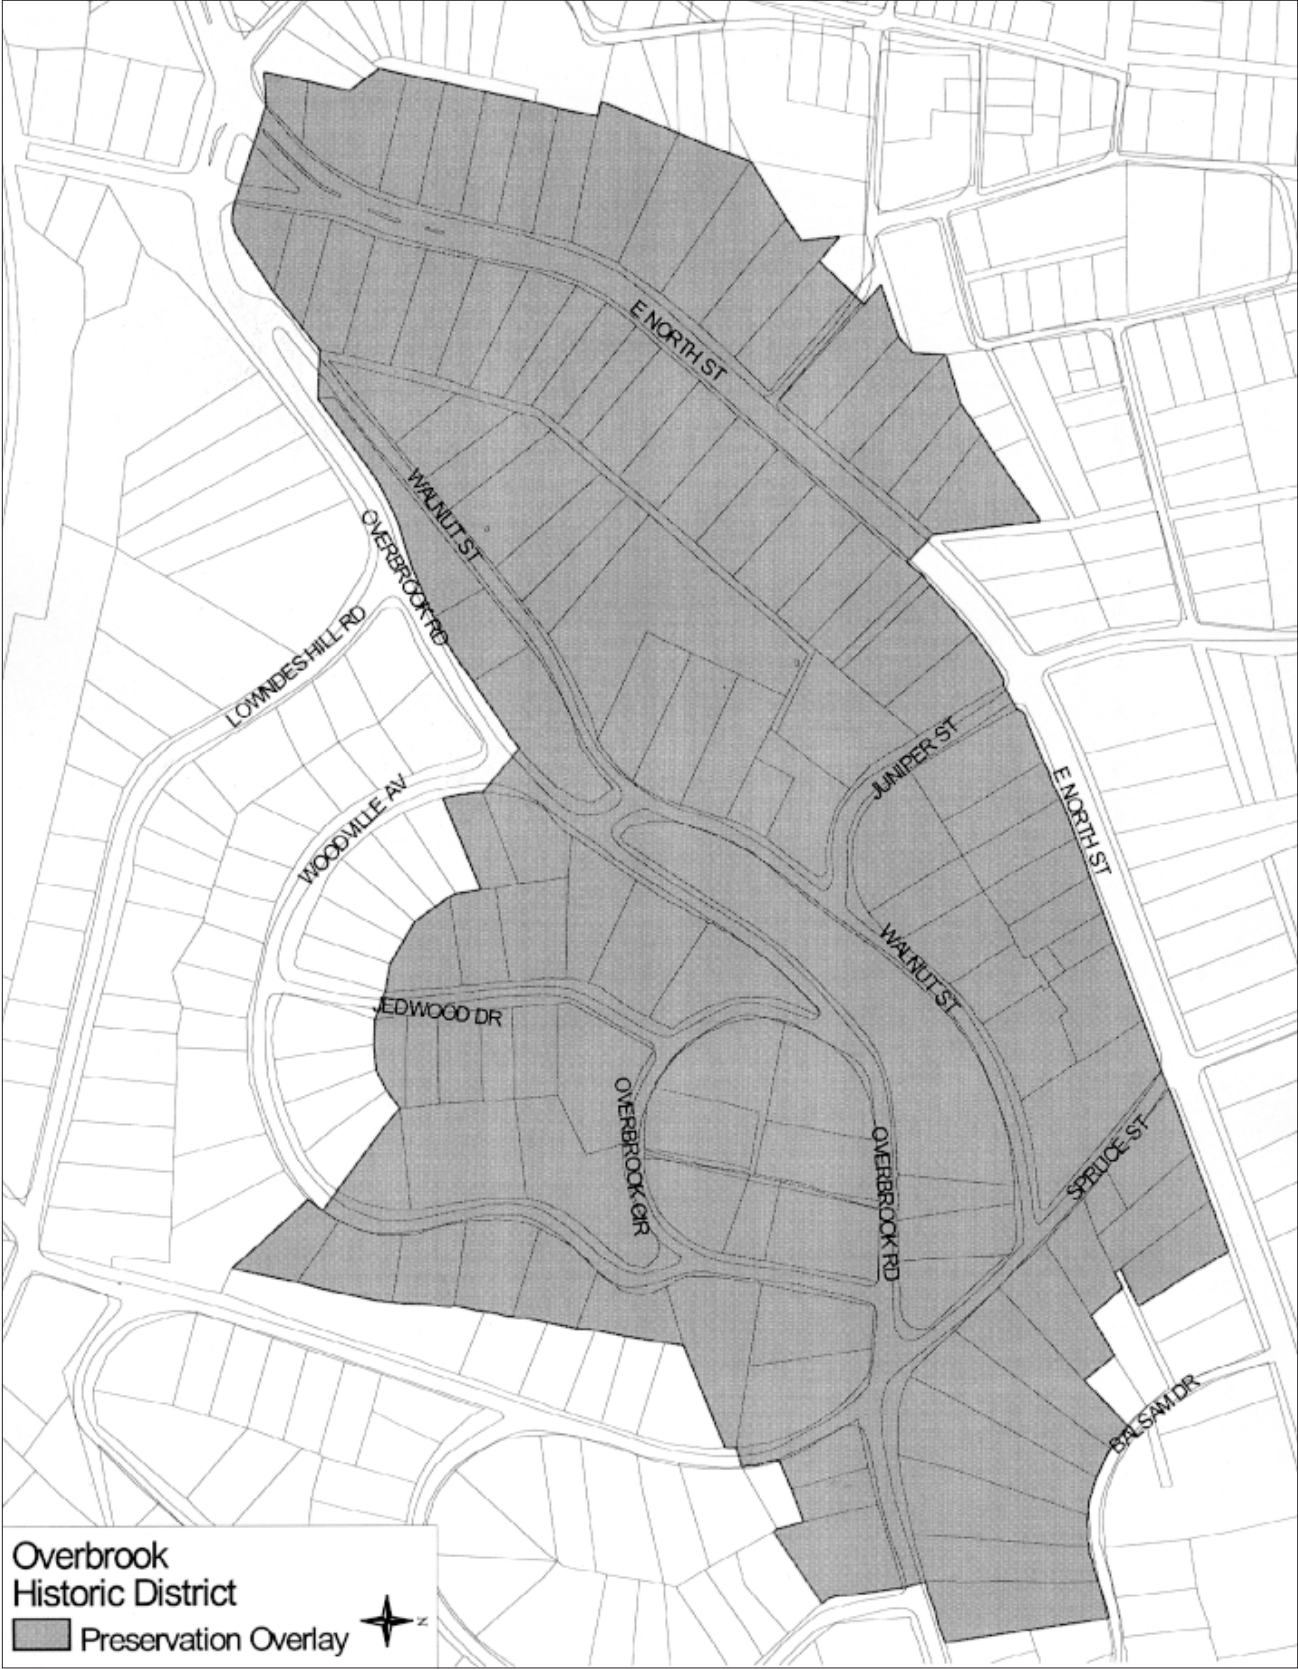 E NORTH ST
WALNUT ST
OVERBROOK RD
LOWNDES HILL RD
JUNIPER ST
E NORTH ST
WOODVILLE AV
WALNUT ST
JEDWOOD DR
OVERBROOK CIR
OVERBROOK RD
SPRUCE ST
BALSAM DR
Overbrook
Historic District
Preservation Overlay
N